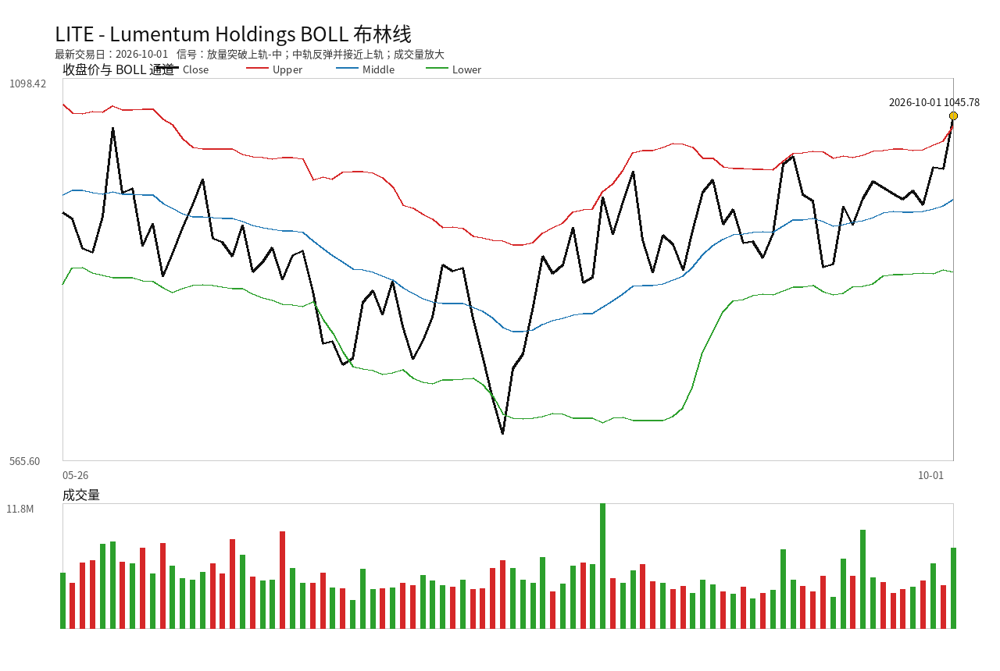 LITE - Lumentum Holdings BOLL 布林线
最新交易日：2026-10-01 信号：放量突破上轨-中；中轨反弹并接近上轨；成交量放大
收盘价与 BOLL 通道 Close Upper Middle Lower
1098.42
2026-10-01 1045.78
565.60
05-26 10-01
成交量
11.8M